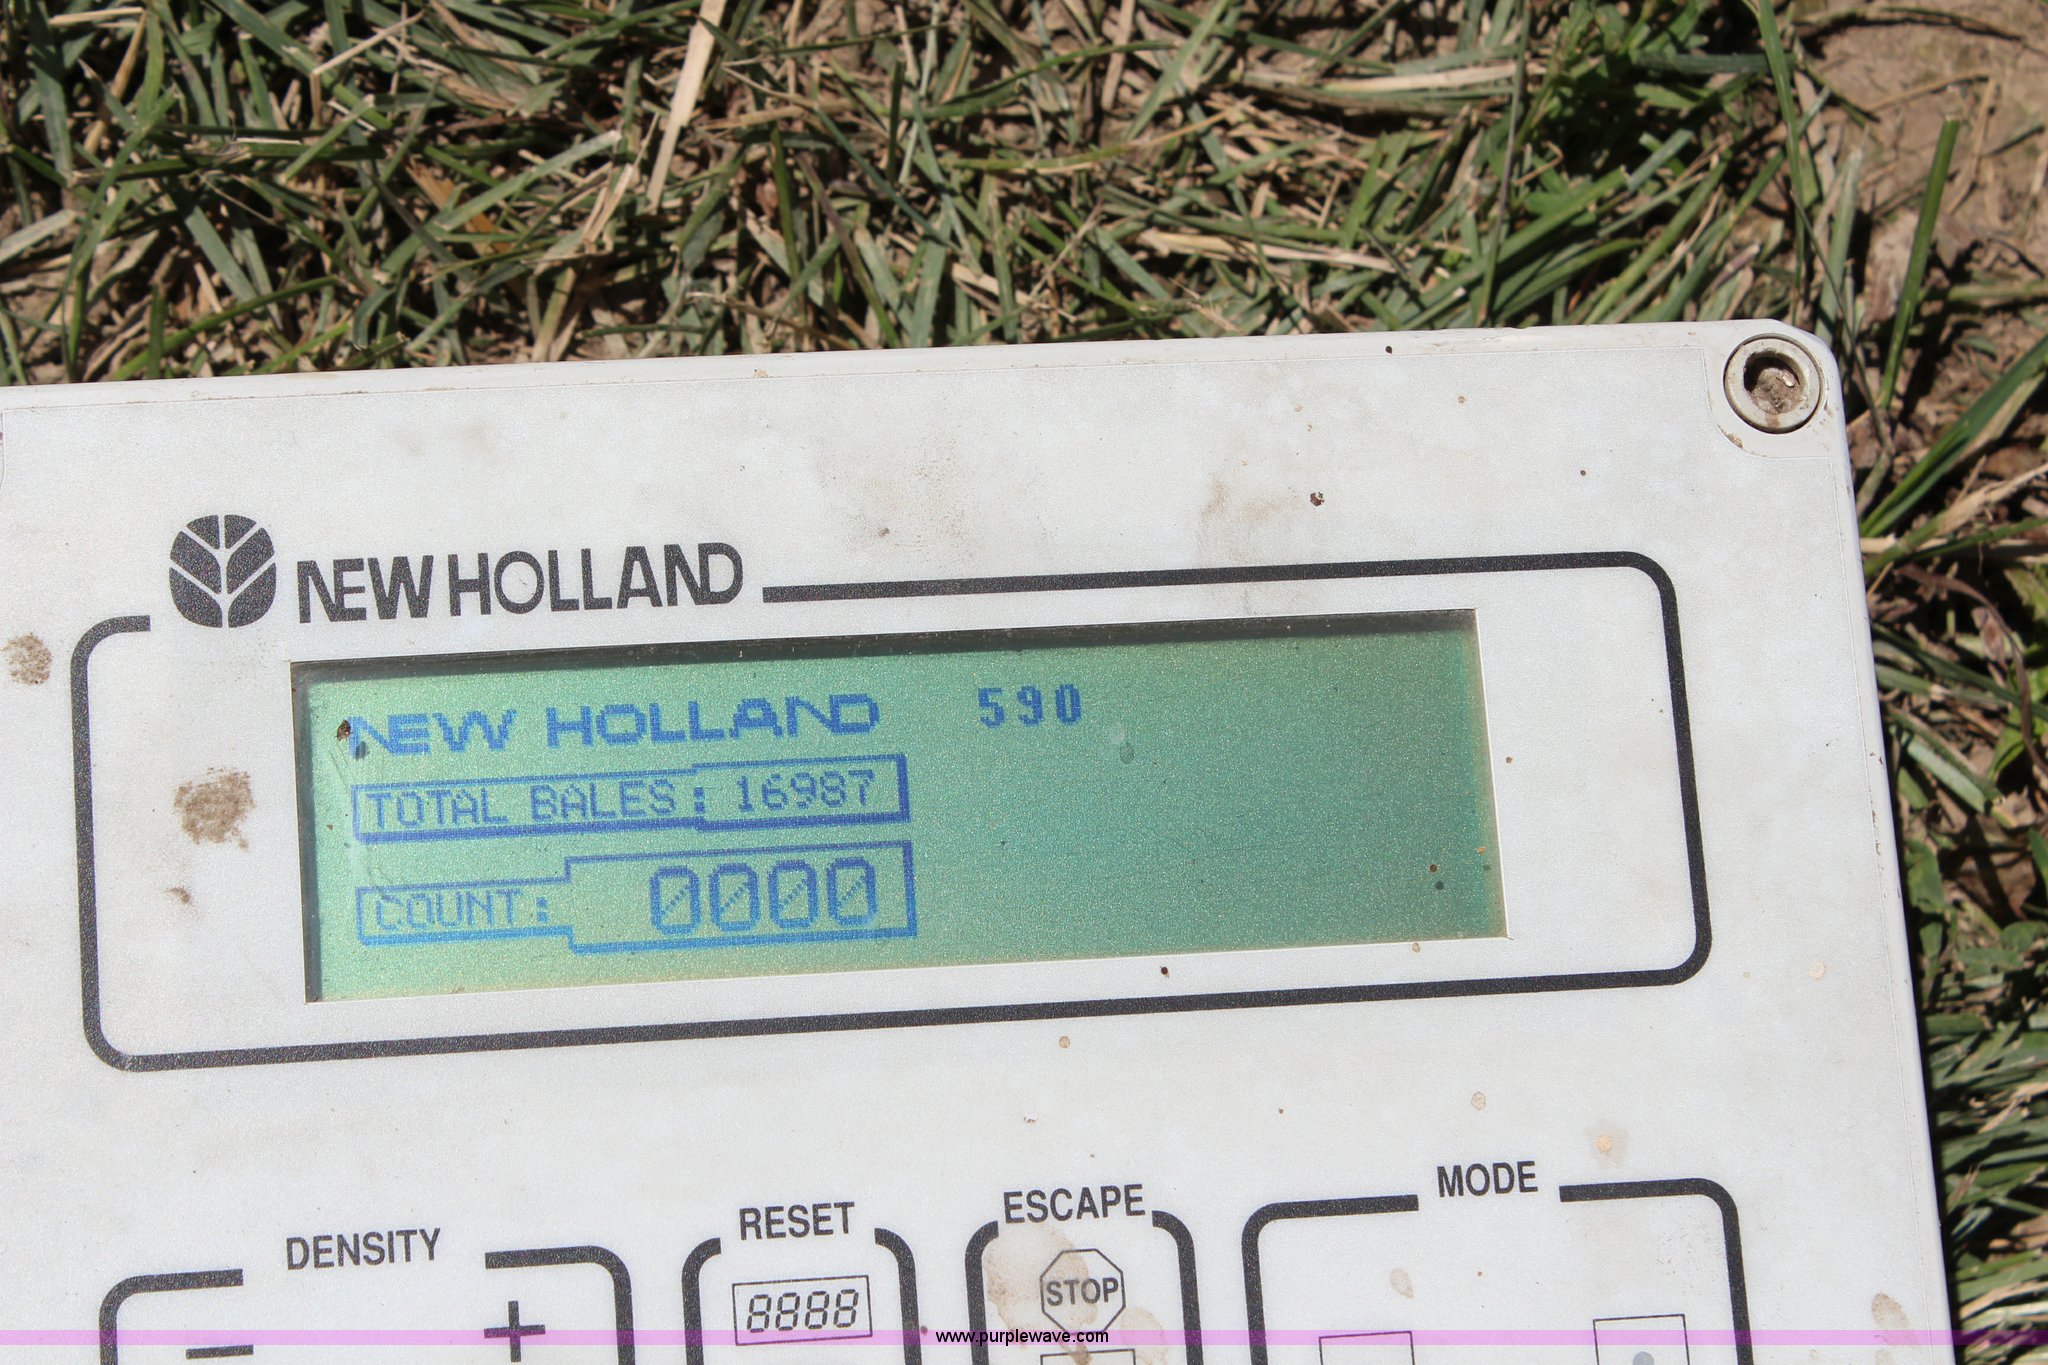 NEW HOLLAND
NEW HOLLAND 590
TOTAL BALES: 16987
COUNT: 0000
DENSITY
RESET
ESCAPE
MODE
- +
8888
STOP
www.purplewave.com